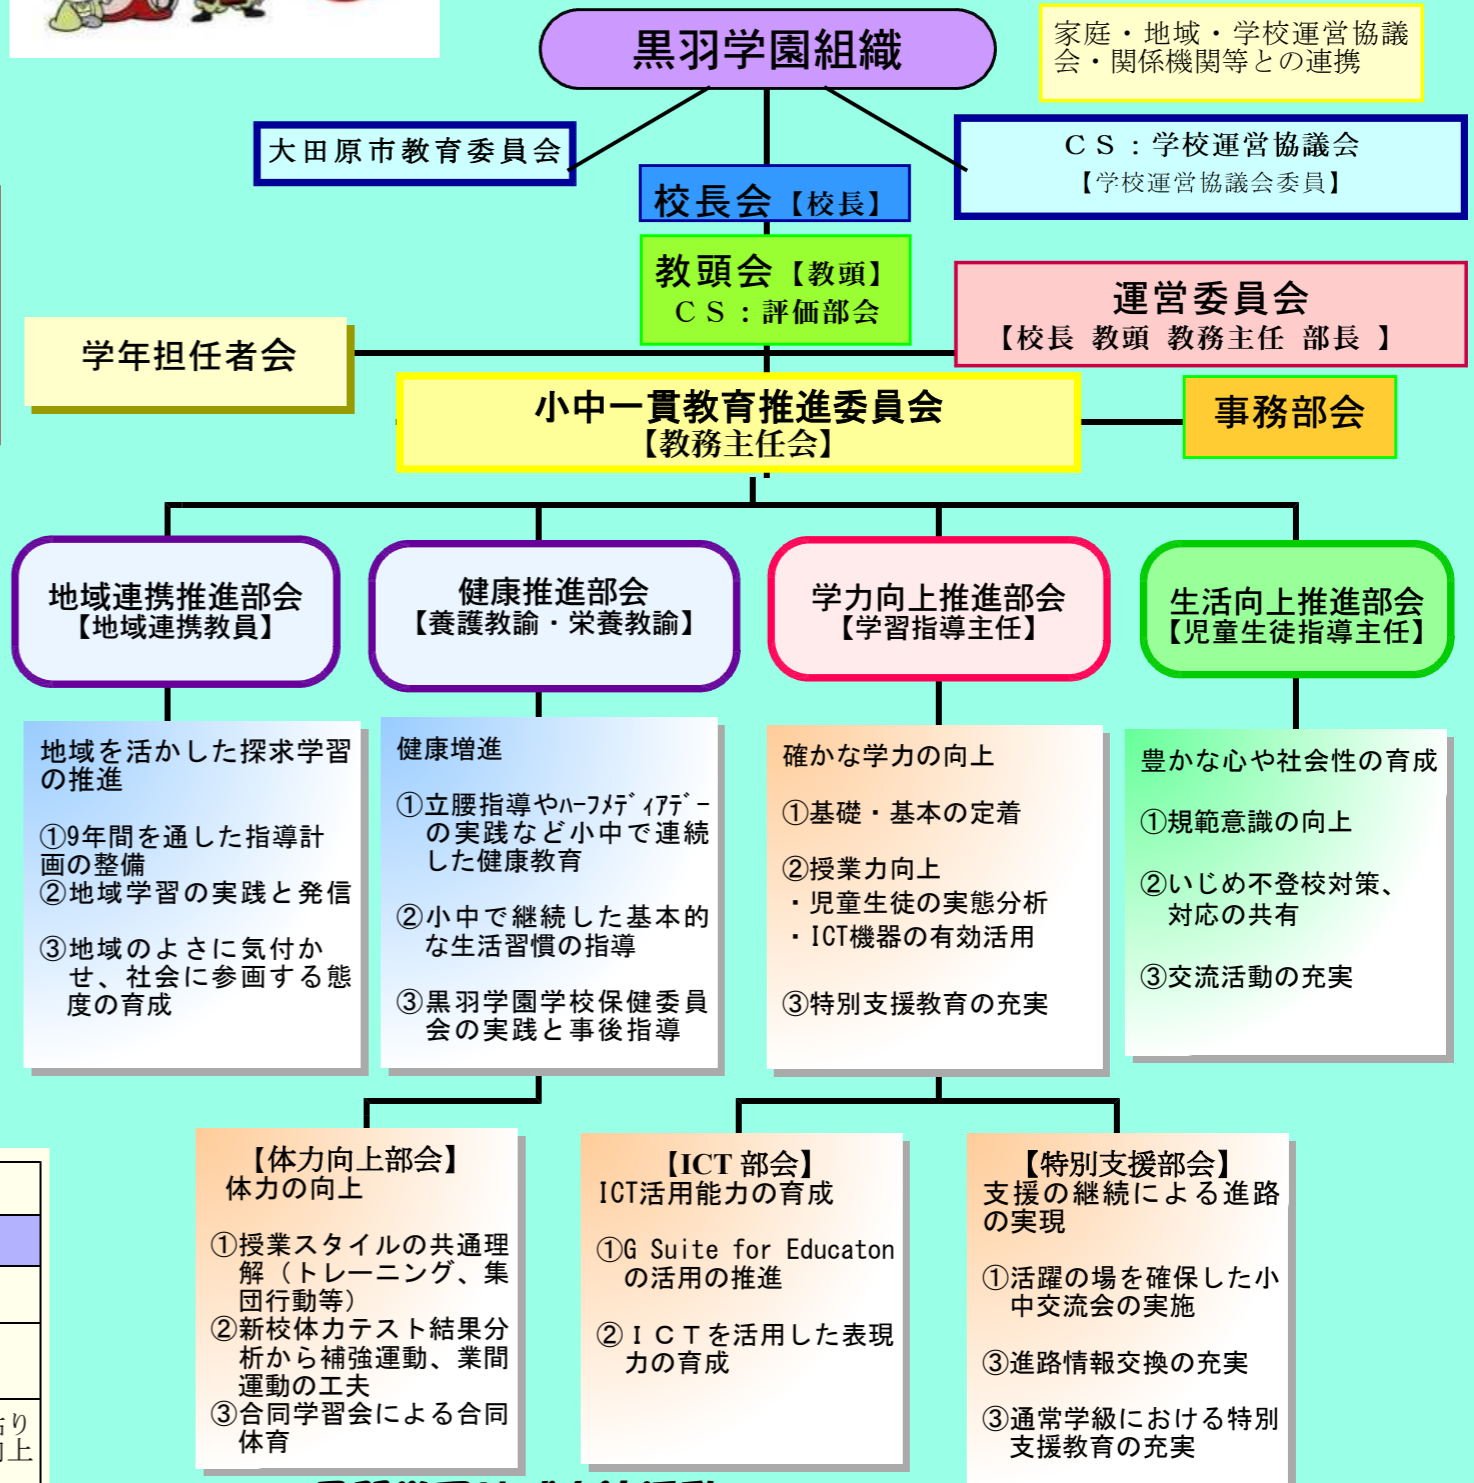 黒羽学園組織
家庭・地域・学校運営協議
会・関係機関等との連携
大田原市教育委員会
ＣＳ：学校運営協議会
【学校運営協議会委員】
校長会【校長】
教頭会【教頭】
ＣＳ：評価部会
運営委員会
【校長 教頭 教務主任 部長 】
学年担任者会
小中一貫教育推進委員会
【教務主任会】
事務部会
地域連携推進部会
【地域連携教員】
健康推進部会
【養護教諭・栄養教諭】
学力向上推進部会
【学習指導主任】
生活向上推進部会
【児童生徒指導主任】
地域を活かした探求学習
の推進
①9年間を通した指導計
画の整備
②地域学習の実践と発信
③地域のよさに気付か
せ、社会に参画する態
度の育成
健康増進
①立腰指導やﾊｰﾌﾒﾃﾞｨｱﾃﾞｰ
の実践など小中で連続
した健康教育
②小中で継続した基本的
な生活習慣の指導
③黒羽学園学校保健委員
会の実践と事後指導
確かな学力の向上
①基礎・基本の定着
②授業力向上
・児童生徒の実態分析
・ICT機器の有効活用
③特別支援教育の充実
豊かな心や社会性の育成
①規範意識の向上
②いじめ不登校対策、
対応の共有
③交流活動の充実
【体力向上部会】
体力の向上
①授業スタイルの共通理
解（トレーニング、集
団行動等）
②新校体力テスト結果分
析から補強運動、業間
運動の工夫
③合同学習会による合同
体育
【ICT 部会】
ICT活用能力の育成
①G Suite for Educaton
の活用の推進
②ＩＣＴを活用した表現
力の育成
【特別支援部会】
支援の継続による進路
の実現
①活躍の場を確保した小
中交流会の実施
③進路情報交換の充実
③通常学級における特別
支援教育の充実
り
上